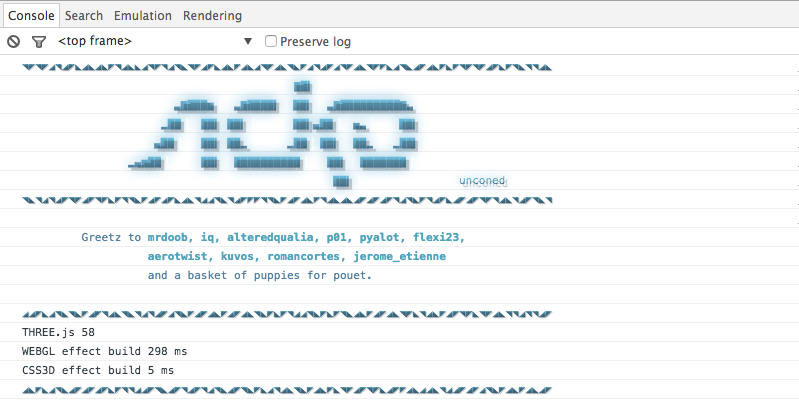 Console Search Emulation Rendering
<top frame> Preserve log
unconed
Greetz to mrdoob, iq, alteredqualia, p01, pyalot, flexi23,
aerotwist, kuvos, romancortes, jerome_etienne
and a basket of puppies for pouet.
THREE.js 58
WEBGL effect build 298 ms
CSS3D effect build 5 ms